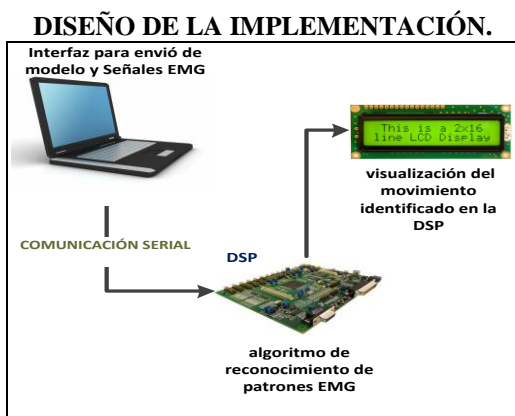 DISEÑO DE LA IMPLEMENTACIÓN.
Interfaz para envió de
modelo y Señales EMG
This is a 2x16
line LCD Display
visualización del
movimiento
identificado en la
DSP
COMUNICACIÓN SERIAL
DSP
algoritmo de
reconocimiento de
patrones EMG